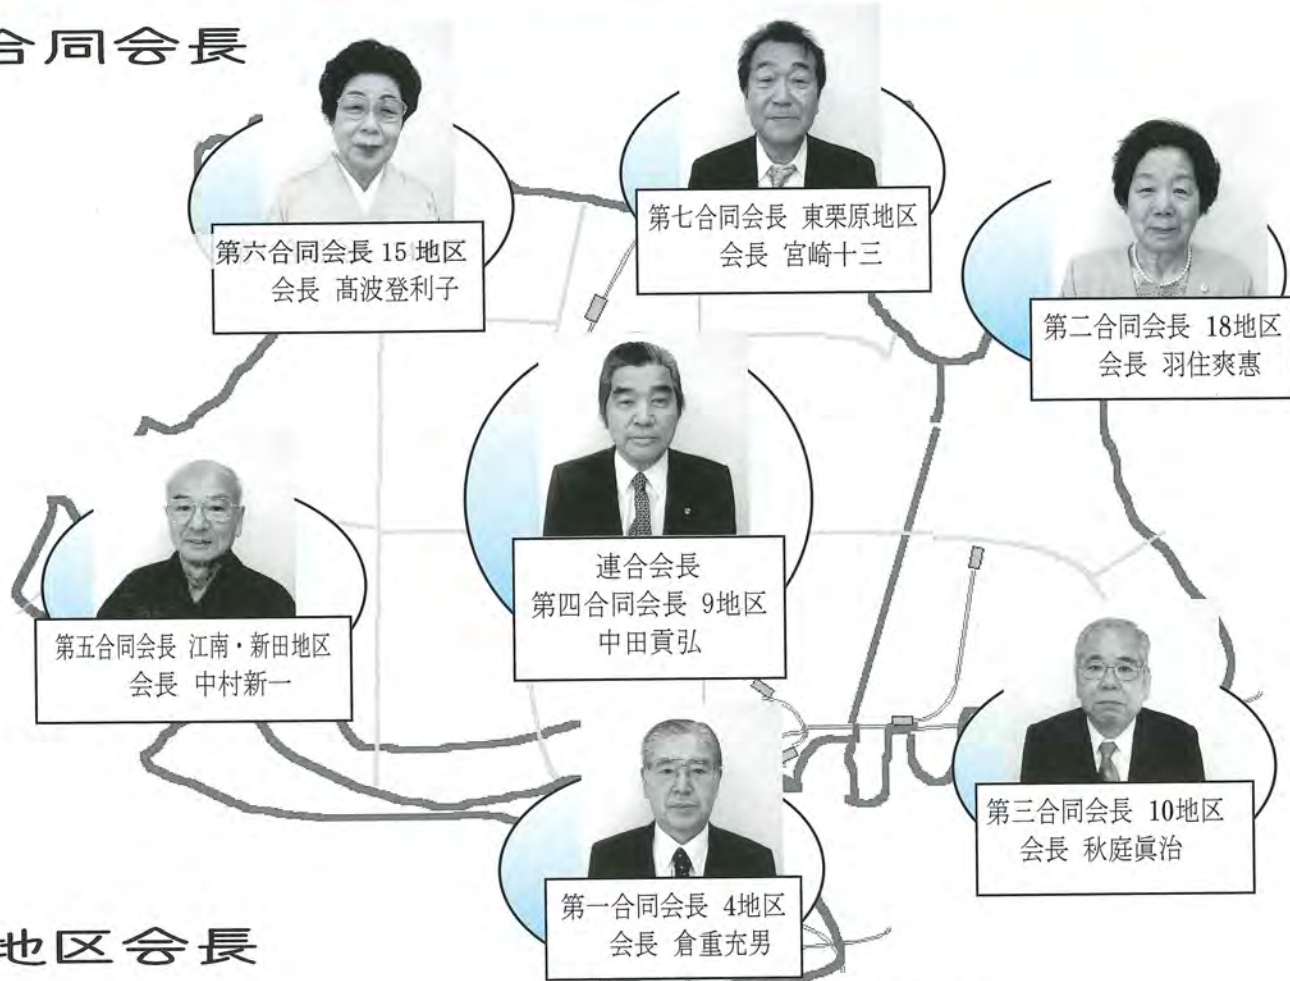 合同会長
第六合同会長 15地区
会長 髙波登利子
第七合同会長 東栗原地区
会長 宮崎十三
第二合同会長 18地区
会長 羽住爽惠
連合会長
第四合同会長 9地区
中田貢弘
第五合同会長 江南・新田地区
会長 中村新一
第三合同会長 10地区
会長 秋庭眞治
第一合同会長 4地区
会長 倉重充男
地区会長